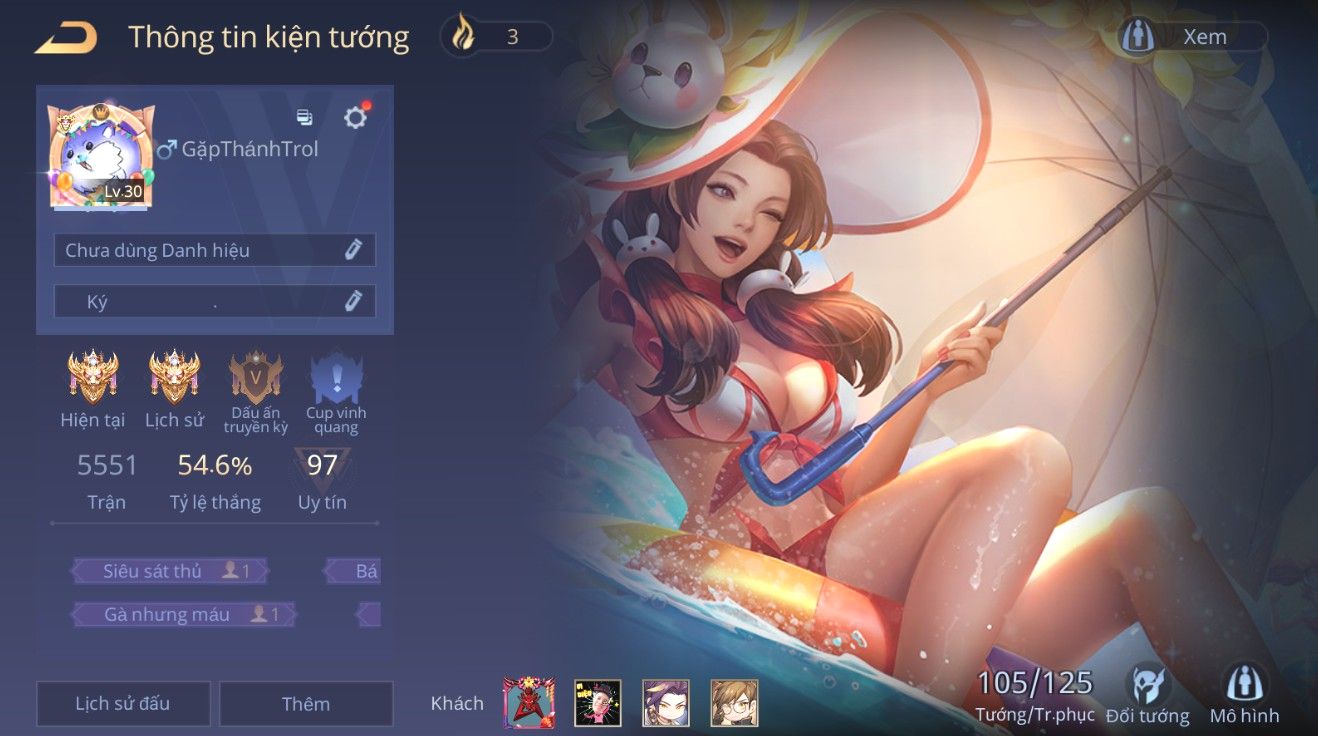 Thông tin kiện tướng
3
Xem
GặpThánhTrol
Lv.30
Chưa dùng Danh hiệu
Ký .
V
Hiện tại
Lịch sử
Dấu ấn
truyền kỳ
Cup vinh
quang
5551
54.6%
97
Trận
Tỷ lệ thắng
Uy tín
Siêu sát thủ 1
Bá
Gà nhưng máu 1
Lịch sử đấu
Thêm
Khách
105/125
Tướng/Tr.phục
Đổi tướng
Mô hình